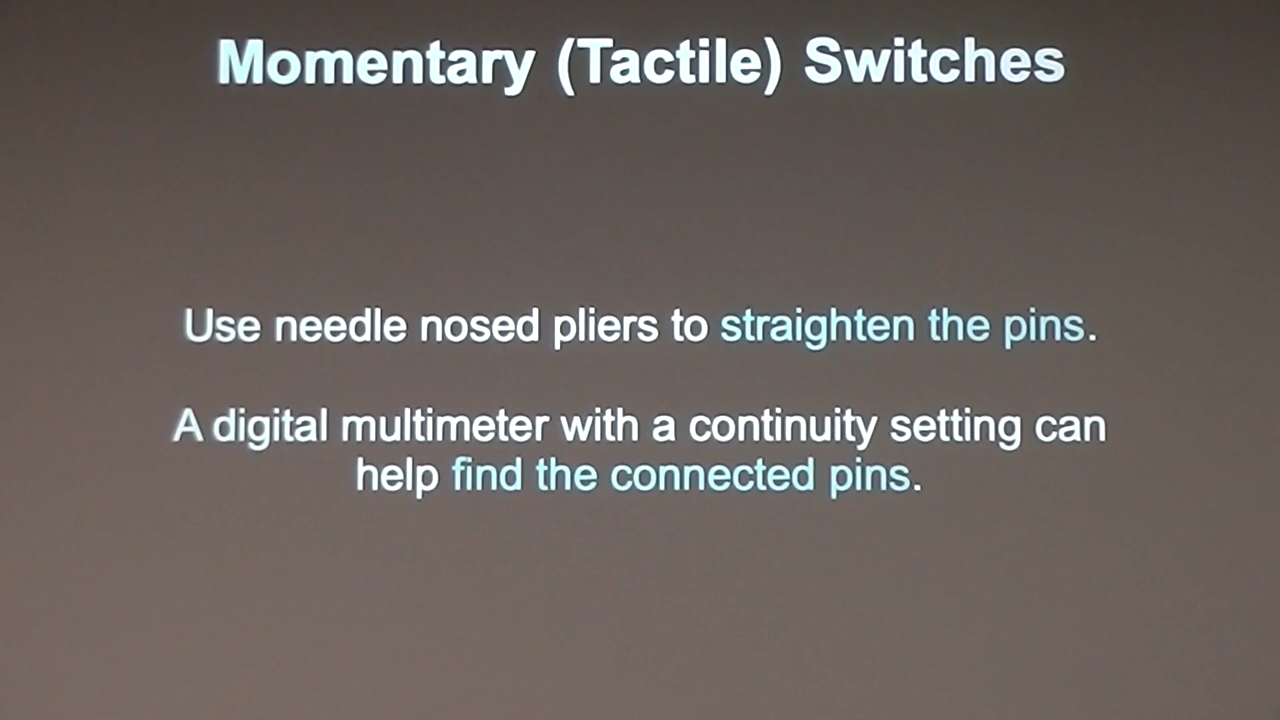 Momentary (Tactile) Switches
Use needle nosed pliers to straighten the pins.
A digital multimeter with a continuity setting can
help find the connected pins.